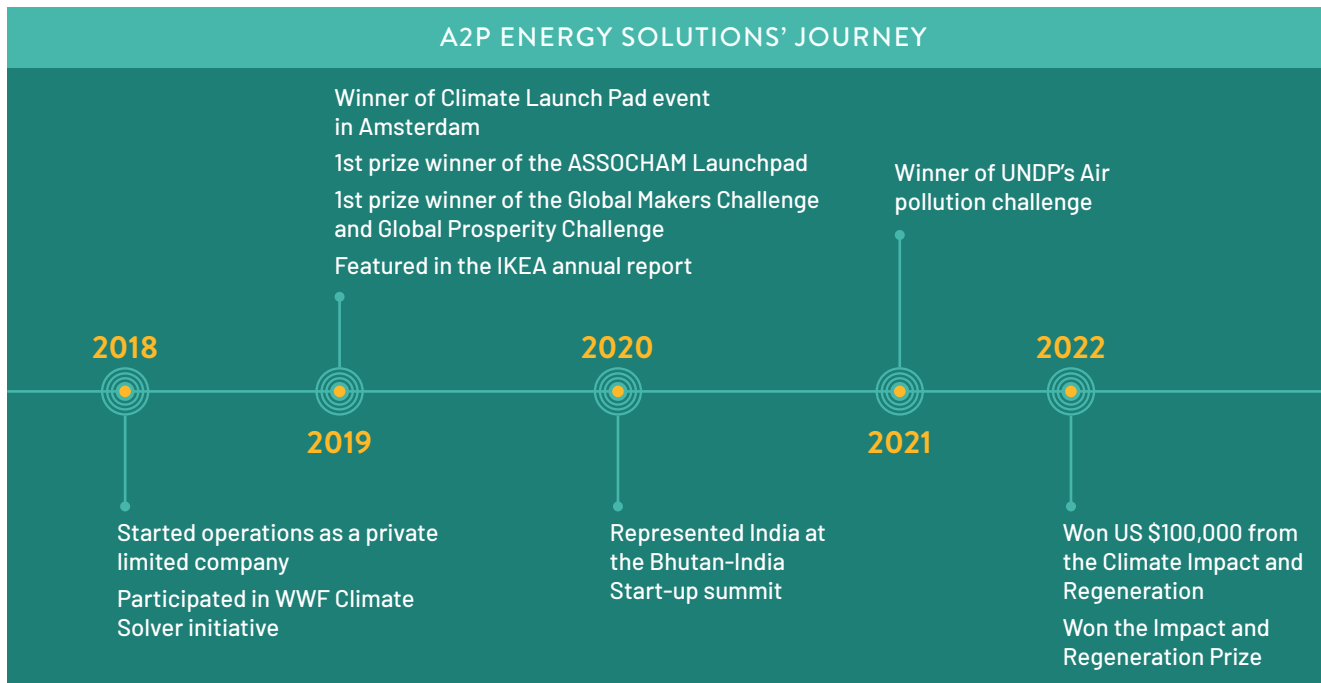 A2P ENERGY SOLUTIONS’ JOURNEY
2018
Started operations as a private
limited company
Participated in WWF Climate
Solver initiative
Winner of Climate Launch Pad event
in Amsterdam
1st prize winner of the ASSOCHAM Launchpad
1st prize winner of the Global Makers Challenge
and Global Prosperity Challenge
Featured in the IKEA annual report
2019
2020
Represented India at
the Bhutan-India
Start-up summit
Winner of UNDP’s Air
pollution challenge
2021
2022
Won US $100,000 from
the Climate Impact and
Regeneration
Won the Impact and
Regeneration Prize